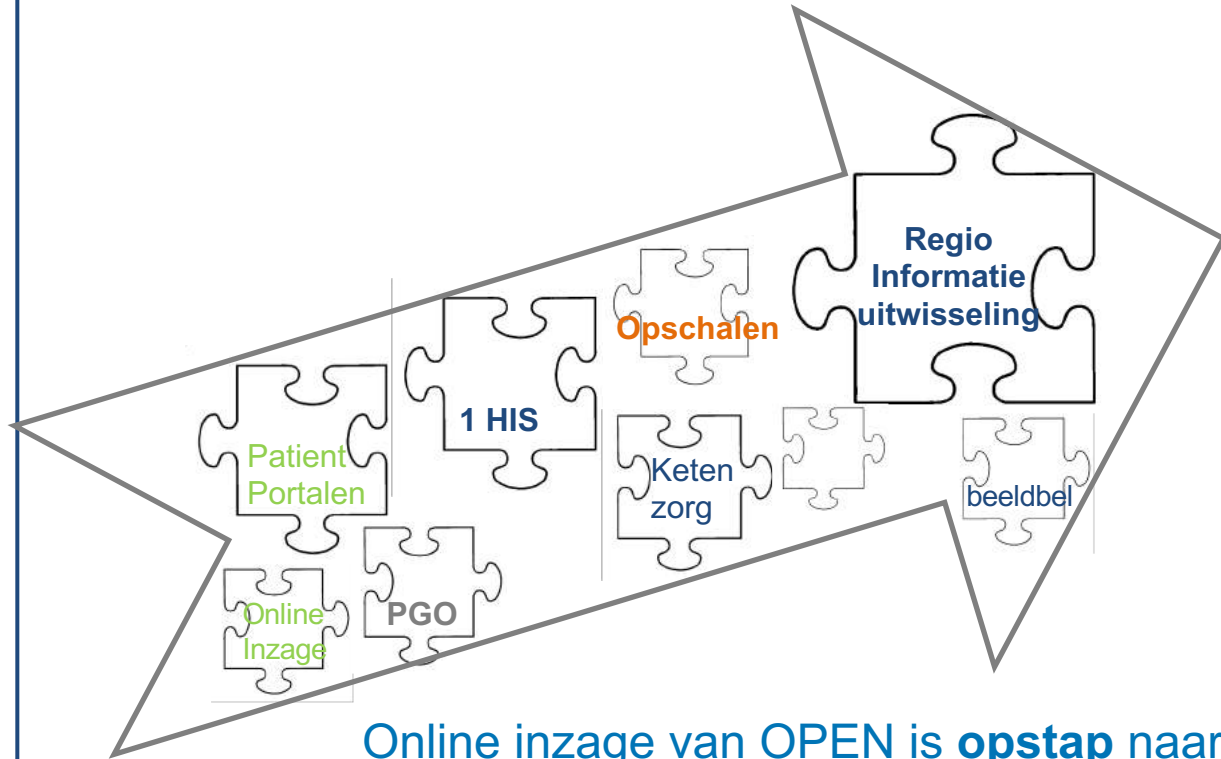 Regio
Informatie
uitwisseling
Opschalen
1 HIS
Patient
Portalen
Keten
zorg
beeldbel
Online
Inzage
PGO
Online inzage van OPEN is opstap naar